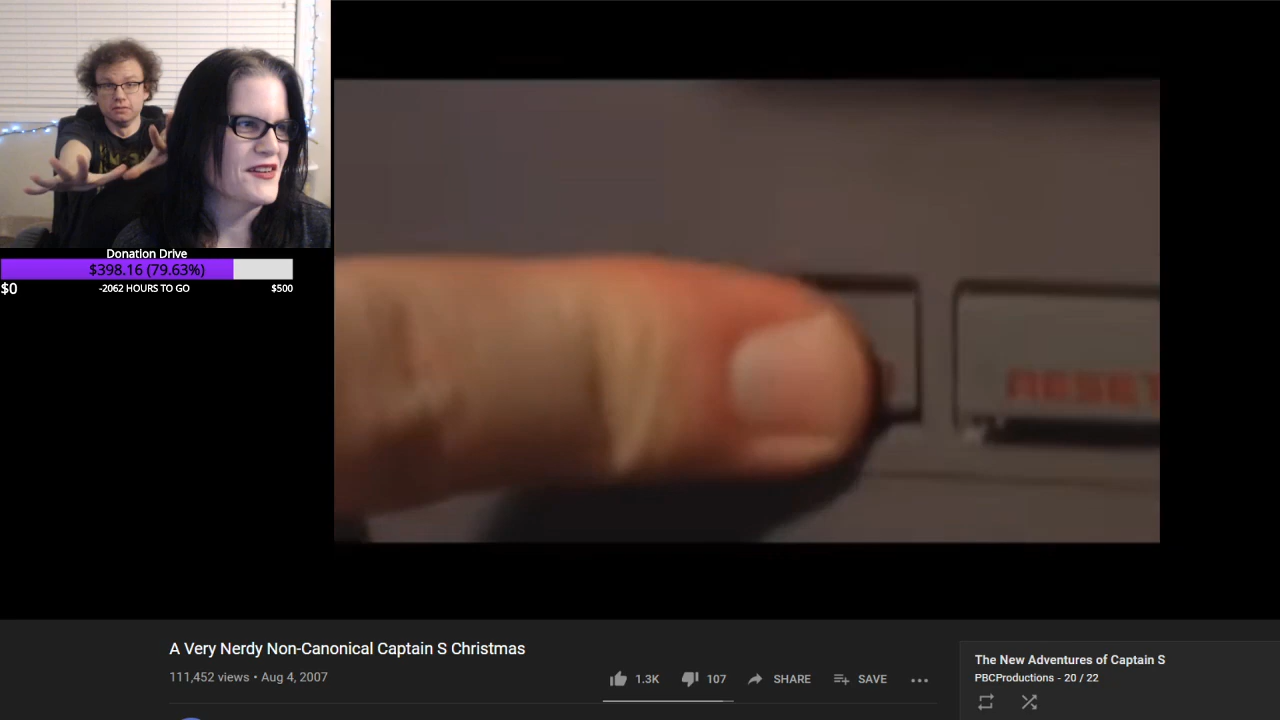 Donation Drive
$398.16 (79.63%)
$0
-2062 HOURS TO GO
$500
RESET
A Very Nerdy Non-Canonical Captain S Christmas
111,452 views • Aug 4, 2007
1.3K
107
SHARE
SAVE
The New Adventures of Captain S
PBCProductions - 20 / 22